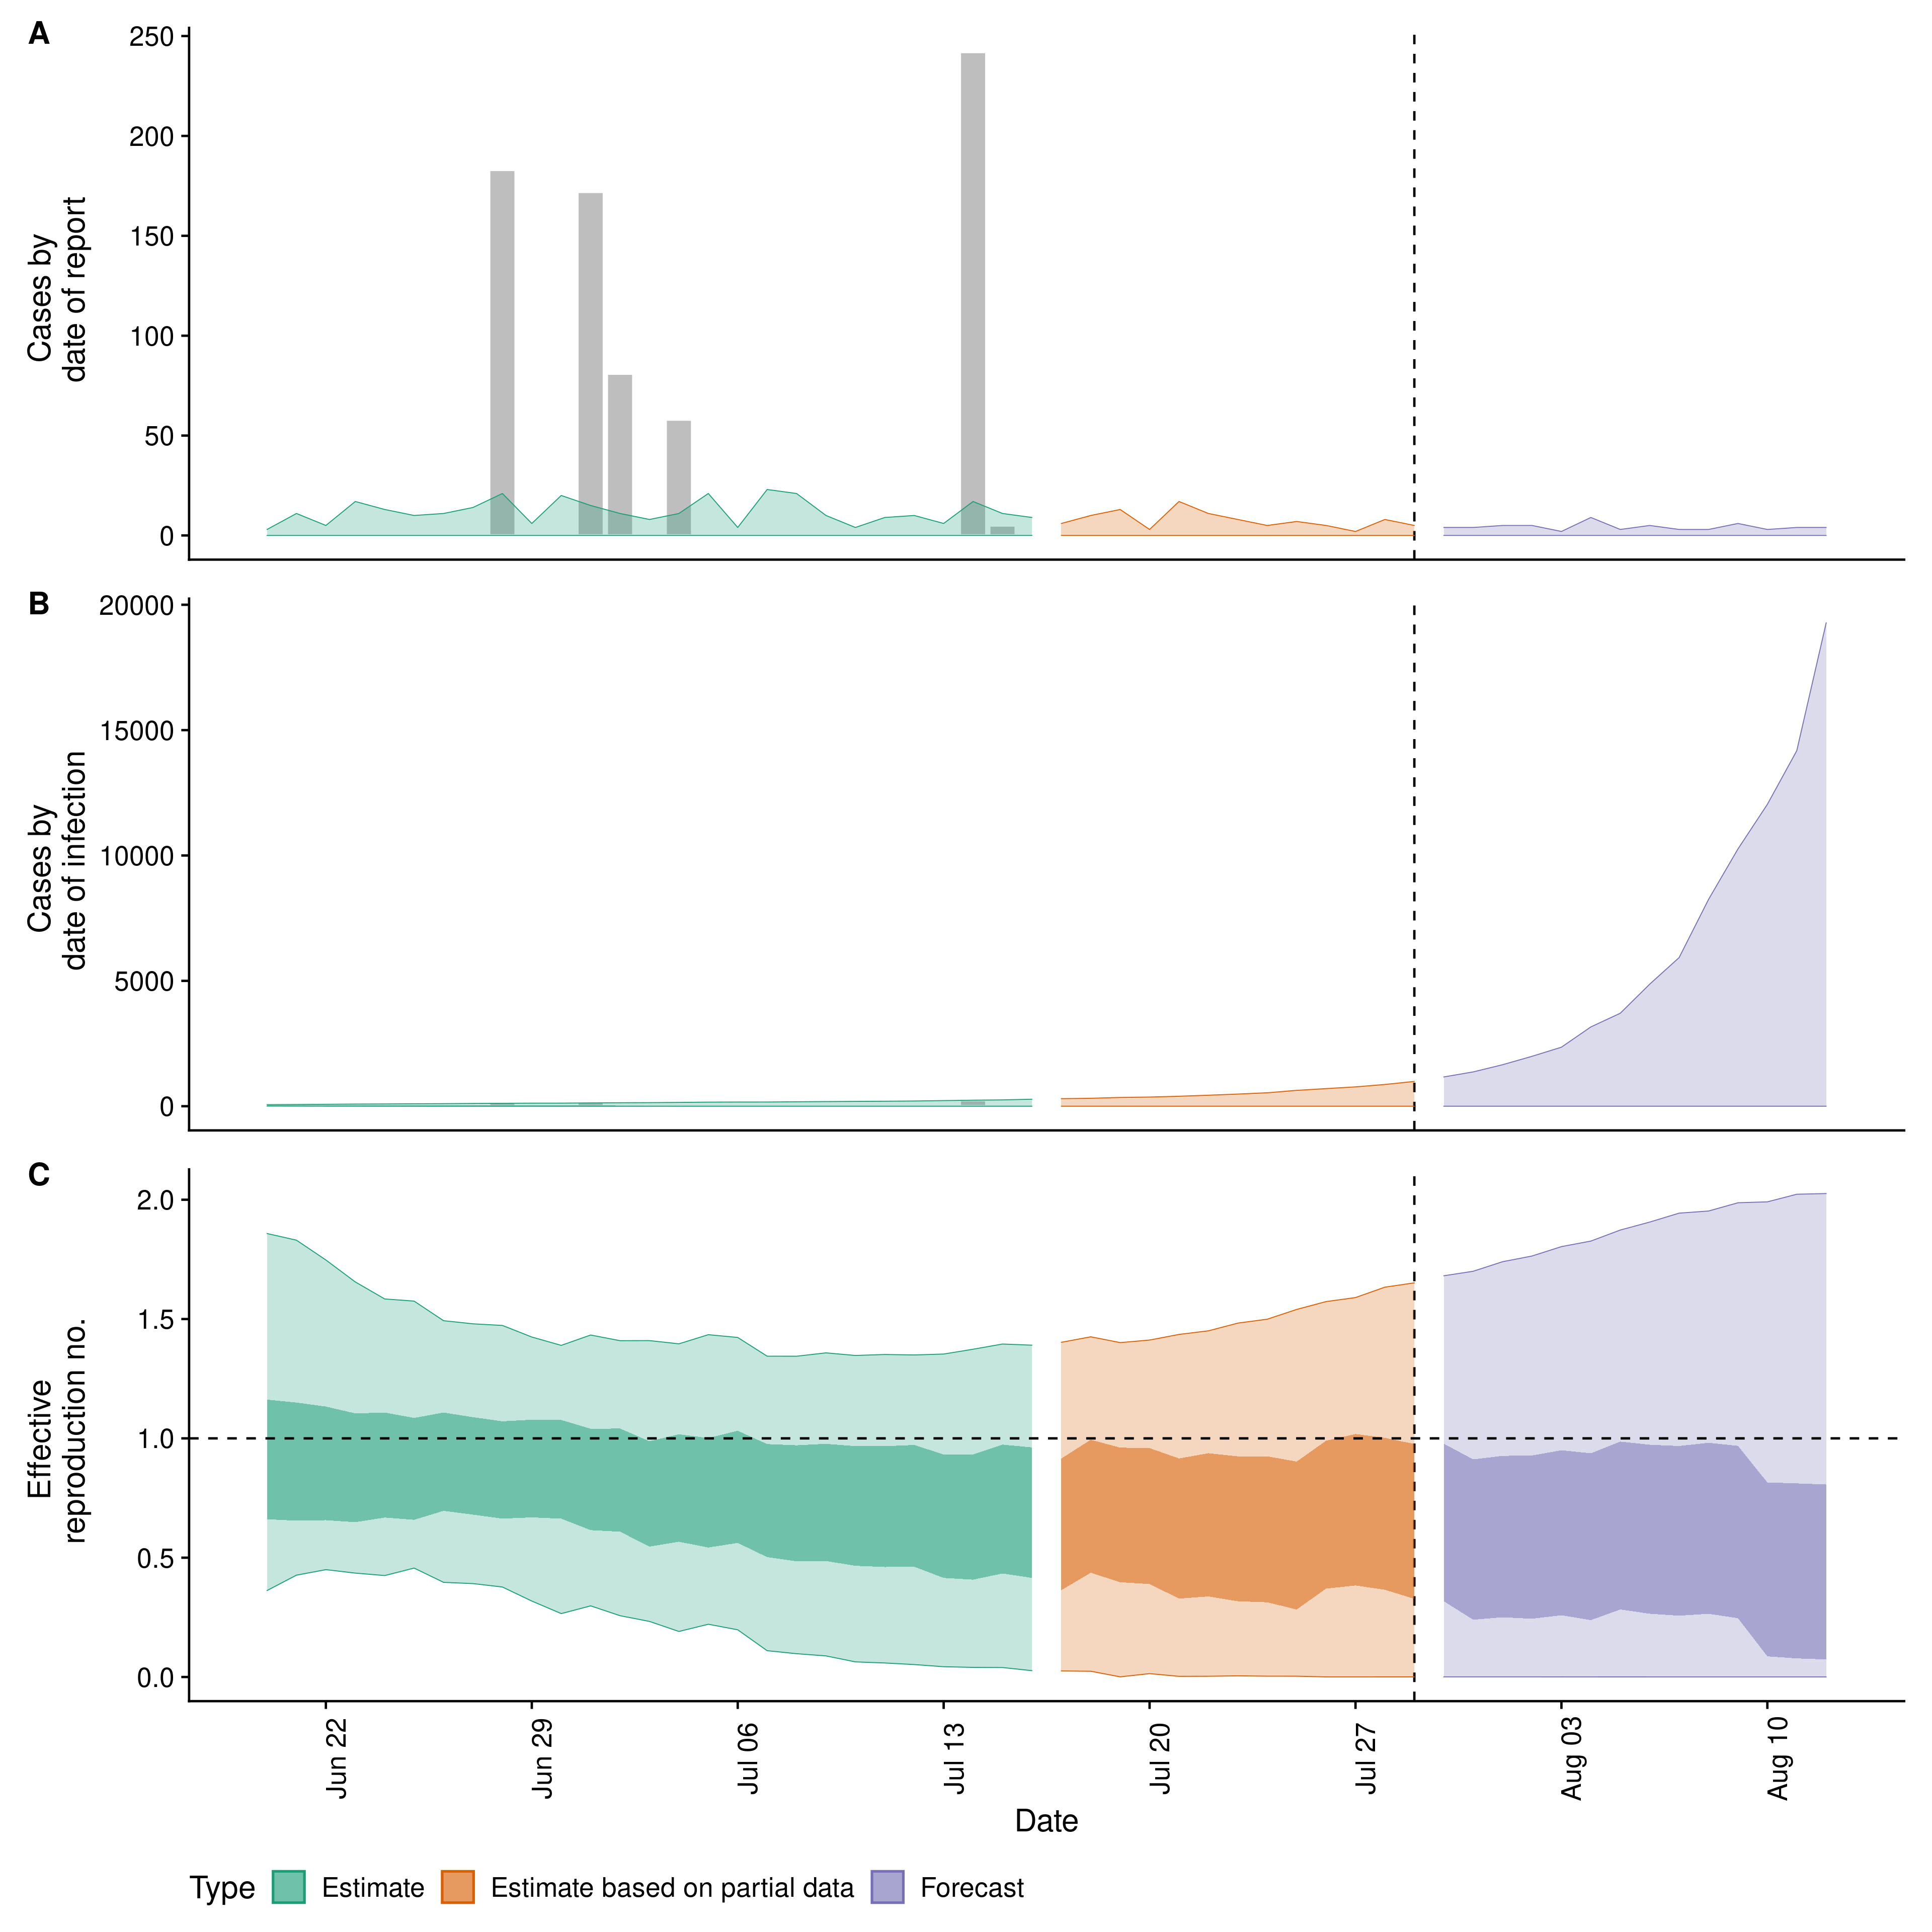 A
250
200
150
100
50
0
Cases by
date of report
B
20000
15000
10000
5000
0
Cases by
date of infection
C
2.0
1.5
1.0
0.5
0.0
Effective
reproduction no.
Jun 22
Jun 29
Jul 06
Jul 13
Jul 20
Jul 27
Aug 03
Aug 10
Date
Type Estimate Estimate based on partial data Forecast